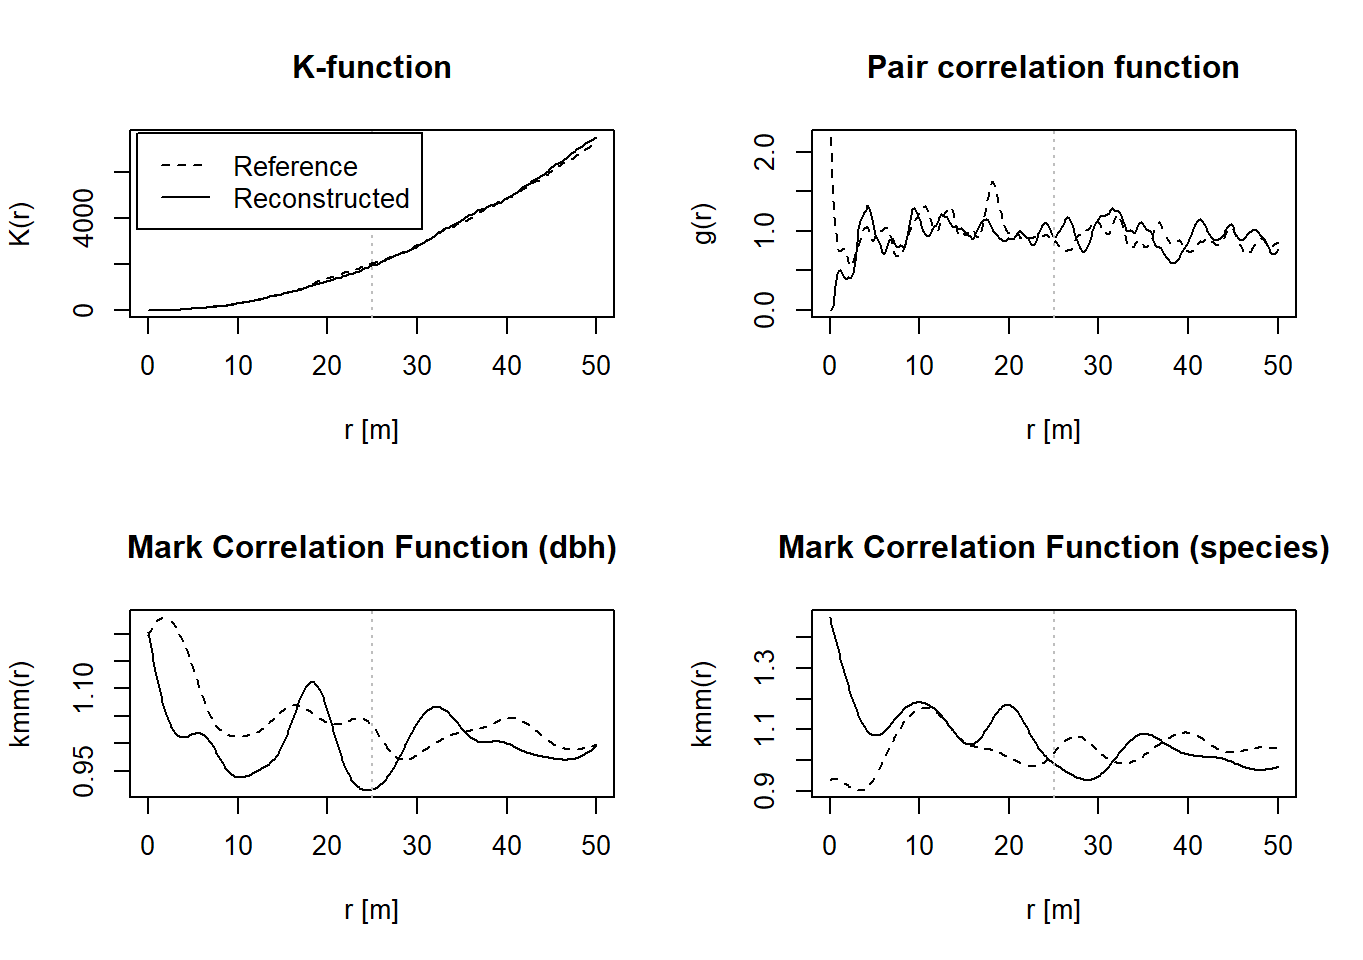 K-function
K(r)
0
4000
Reference
Reconstructed
0 10 20 30 40 50
r [m]
Pair correlation function
g(r)
0.0 1.0 2.0
0 10 20 30 40 50
r [m]
Mark Correlation Function (dbh)
kmm(r)
0.95 1.10
0 10 20 30 40 50
r [m]
Mark Correlation Function (species)
kmm(r)
0.9 1.1 1.3
0 10 20 30 40 50
r [m]